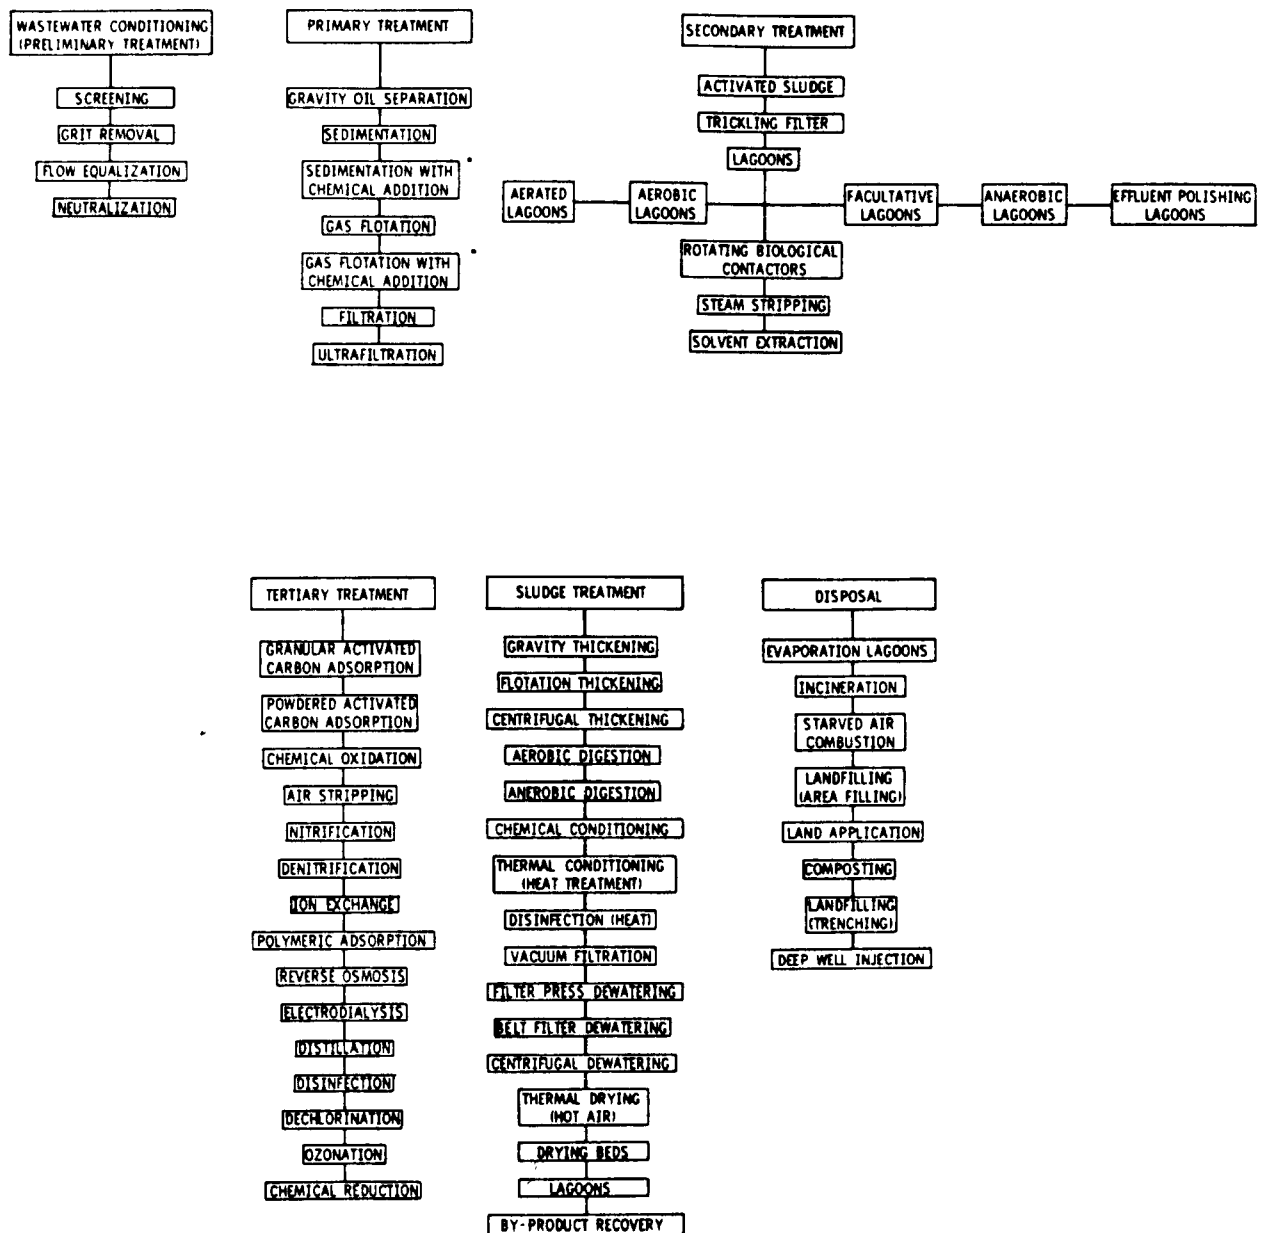 WASTEWATER CONDITIONING
(PRELIMINARY TREATMENT)
SCREENING
GRIT REMOVAL
FLOW EQUALIZATION
NEUTRALIZATION
PRIMARY TREATMENT
GRAVITY OIL SEPARATION
SEDIMENTATION
SEDIMENTATION WITH
CHEMICAL ADDITION
GAS FLOTATION
GAS FLOTATION WITH
CHEMICAL ADDITION
FILTRATION
ULTRAFILTRATION
SECONDARY TREATMENT
ACTIVATED SLUDGE
TRICKLING FILTER
LAGOONS
AERATED
LAGOONS
AEROBIC
LAGOONS
FACULTATIVE
LAGOONS
ANAEROBIC
LAGOONS
EFFLUENT POLISHING
LAGOONS
ROTATING BIOLOGICAL
CONTACTORS
STEAM STRIPPING
SOLVENT EXTRACTION
TERTIARY TREATMENT
GRANULAR ACTIVATED
CARBON ADSORPTION
POWDERED ACTIVATED
CARBON ADSORPTION
CHEMICAL OXIDATION
AIR STRIPPING
NITRIFICATION
DENITRIFICATION
ION EXCHANGE
POLYMERIC ADSORPTION
REVERSE OSMOSIS
ELECTRODIALYSIS
DISTILLATION
DISINFECTION
DECHLORINATION
OZONATION
CHEMICAL REDUCTION
SLUDGE TREATMENT
GRAVITY THICKENING
FLOTATION THICKENING
CENTRIFUGAL THICKENING
AEROBIC DIGESTION
ANEROBIC DIGESTION
CHEMICAL CONDITIONING
THERMAL CONDITIONING
(HEAT TREATMENT)
DISINFECTION (HEAT)
VACUUM FILTRATION
FILTER PRESS DEWATERING
BELT FILTER DEWATERING
CENTRIFUGAL DEWATERING
THERMAL DRYING
(HOT AIR)
DRYING BEDS
LAGOONS
BY-PRODUCT RECOVERY
DISPOSAL
EVAPORATION LAGOONS
INCINERATION
STARVED AIR
COMBUSTION
LANDFILLING
(AREA FILLING)
LAND APPLICATION
COMPOSTING
LANDFILLING
(TRENCHING)
DEEP WELL INJECTION